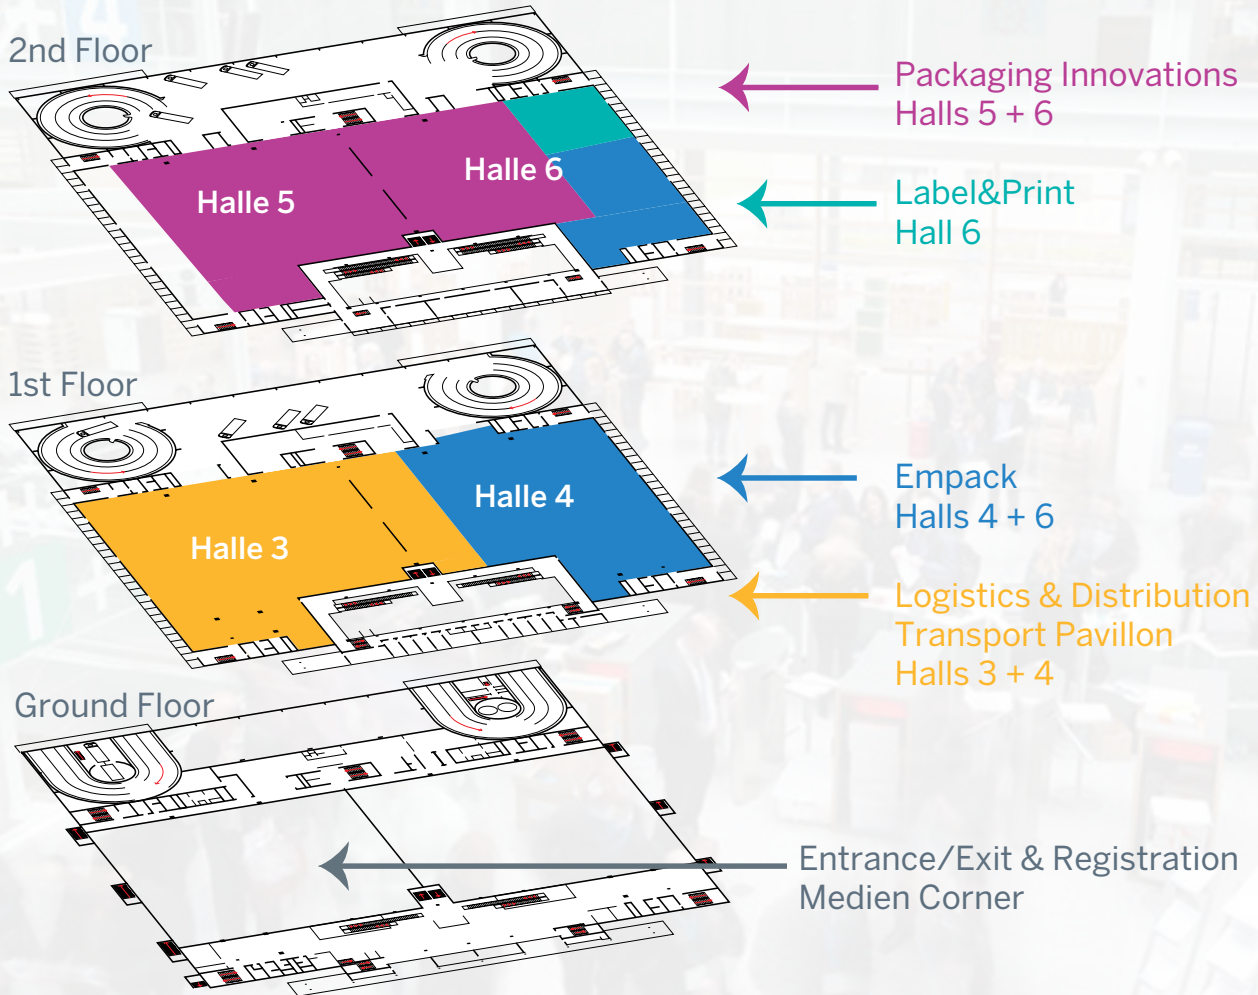 2nd Floor
Packaging Innovations
Halls 5 + 6
Halle 5
Halle 6
Label&Print
Hall 6
1st Floor
Halle 3
Halle 4
Empack
Halls 4 + 6
Logistics & Distribution
Transport Pavillon
Halls 3 + 4
Ground Floor
Entrance/Exit & Registration
Medien Corner